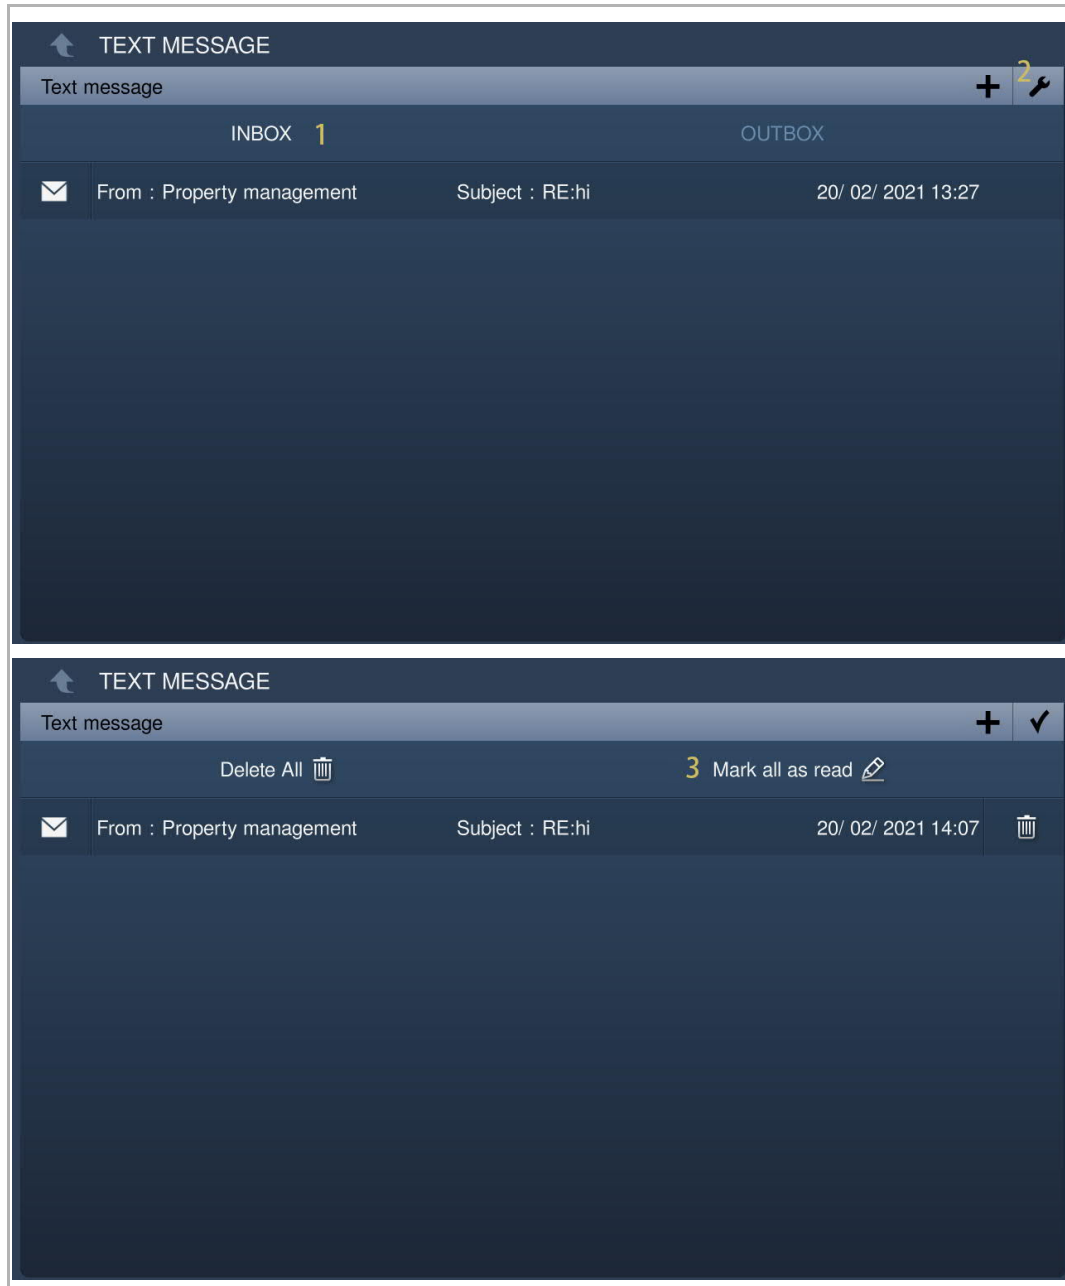 TEXT MESSAGE
Text message 2
INBOX 1 OUTBOX
From : Property management Subject : RE:hi 20/ 02/ 2021 13:27
TEXT MESSAGE
Text message
Delete All 3 Mark all as read
From : Property management Subject : RE:hi 20/ 02/ 2021 14:07